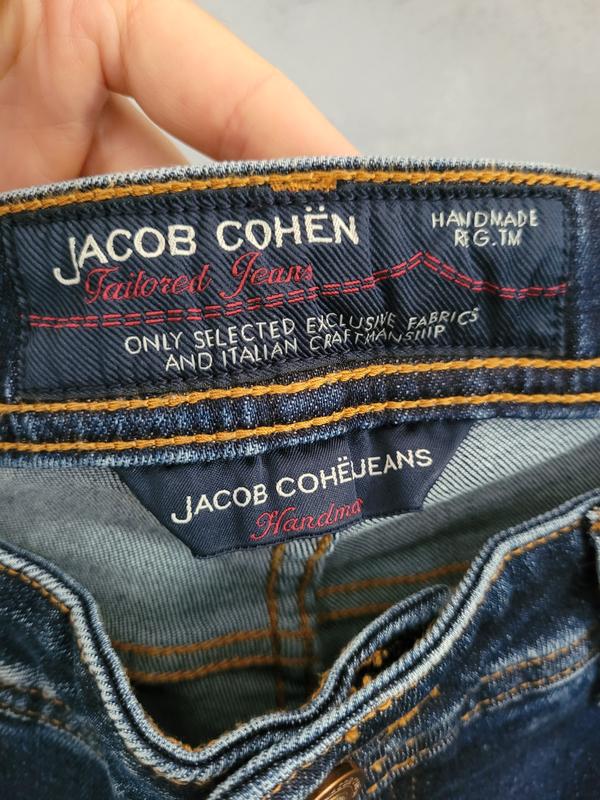 JACOB COHËN
HANDMADE
REG.TM
Tailored Jeans
ONLY SELECTED EXCLUSIVE FABRICS
AND ITALIAN CRAFTMANSHIP
JACOB COHËJEANS
Handma